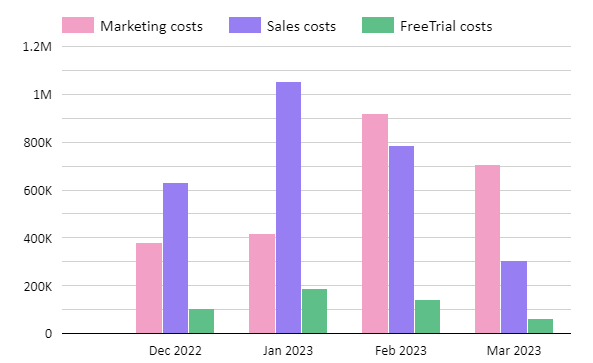 Marketing costs Sales costs FreeTrial costs
1.2M
1M
800K
600K
400K
200K
0
Dec 2022 Jan 2023 Feb 2023 Mar 2023